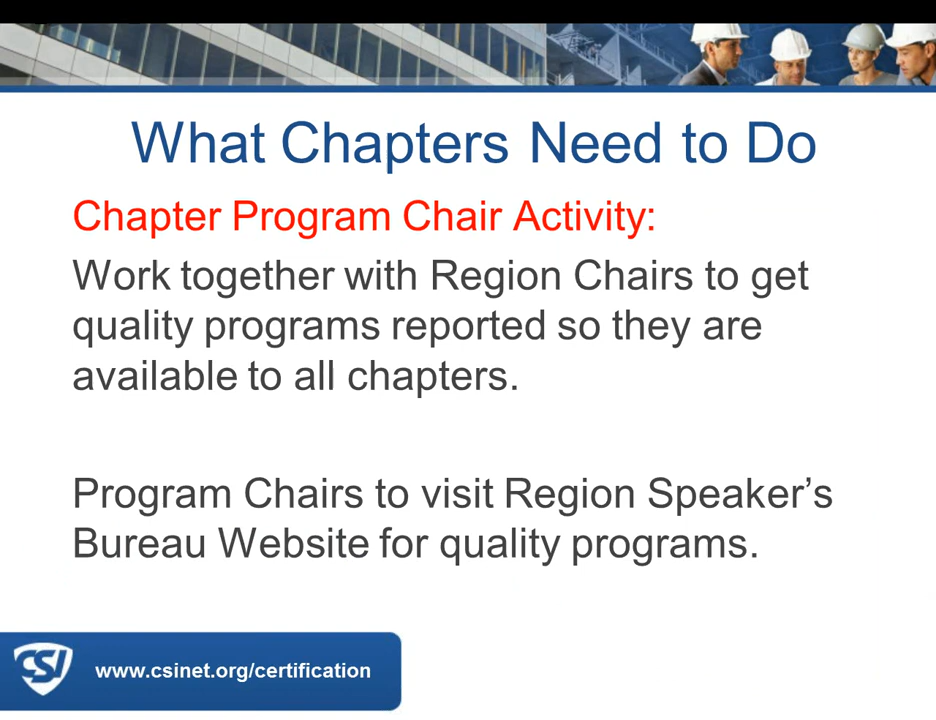 What Chapters Need to Do
Chapter Program Chair Activity:
Work together with Region Chairs to get
quality programs reported so they are
available to all chapters.
Program Chairs to visit Region Speaker’s
Bureau Website for quality programs.
CSI
www.csinet.org/certification